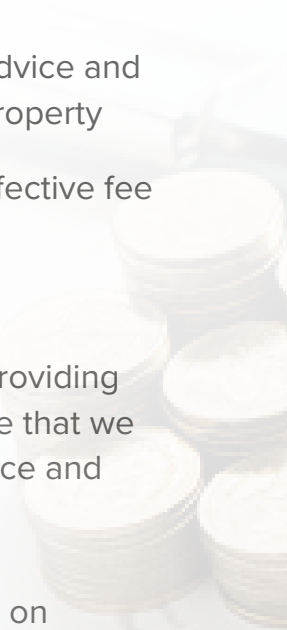 dvice and
roperty
fective fee
roviding
e that we
ce and
on